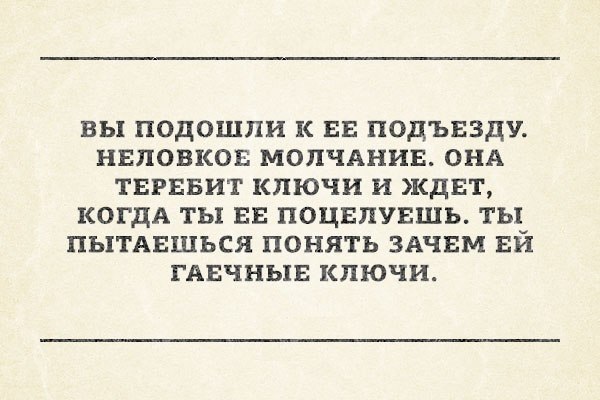 ВЫ ПОДОШЛИ К ЕЕ ПОДЪЕЗДУ.
НЕЛОВКОЕ МОЛЧАНИЕ. ОНА
ТЕРЕБИТ КЛЮЧИ И ЖДЕТ,
КОГДА ТЫ ЕЕ ПОЦЕЛУЕШЬ. ТЫ
ПЫТАЕШЬСЯ ПОНЯТЬ ЗАЧЕМ ЕЙ
ГАЕЧНЫЕ КЛЮЧИ.